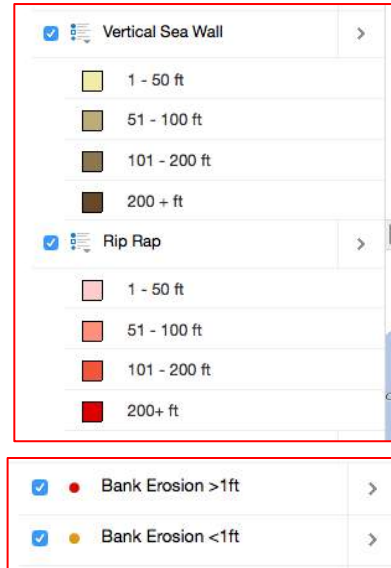 Vertical Sea Wall
1 - 50 ft
51 - 100 ft
101 - 200 ft
200 + ft
Rip Rap
1 - 50 ft
51 - 100 ft
101 - 200 ft
200+ ft
Bank Erosion >1ft
Bank Erosion <1ft